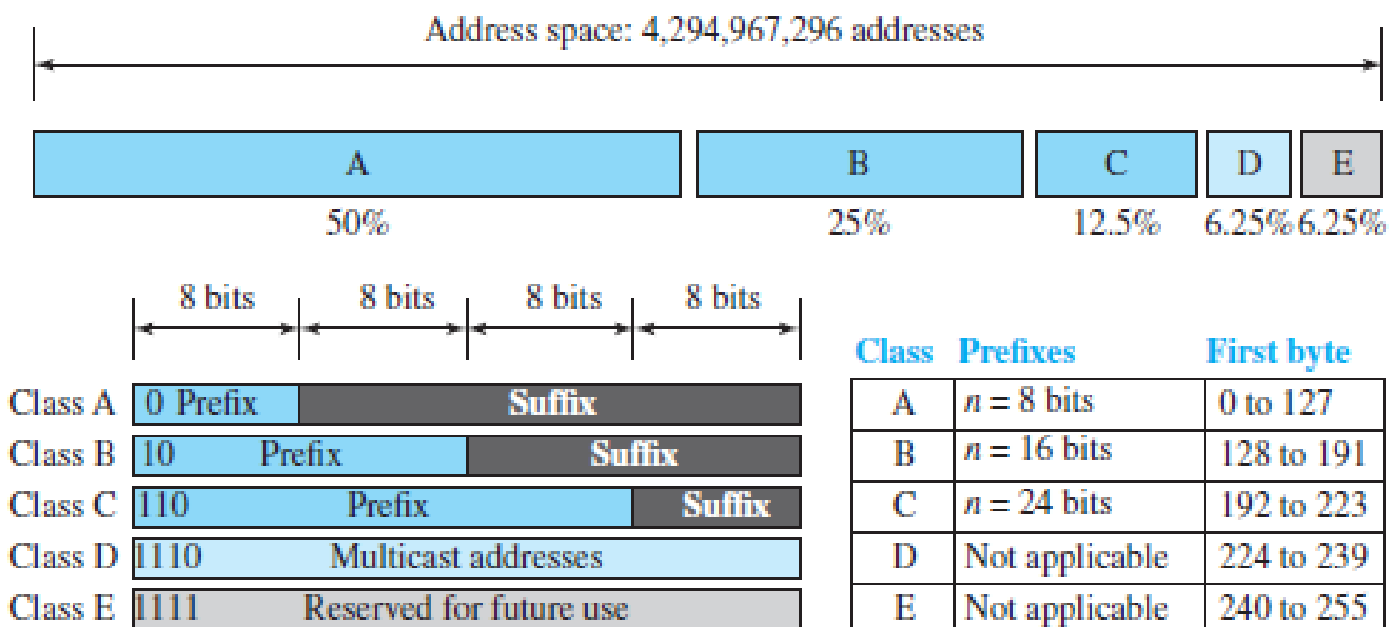 Address space: 4,294,967,296 addresses
A B C D E
50% 25% 12.5% 6.25% 6.25%
8 bits 8 bits 8 bits 8 bits
Class A 0 Prefix Suffix
Class B 10 Prefix Suffix
Class C 110 Prefix Suffix
Class D 1110 Multicast addresses
Class E 1111 Reserved for future use
Class Prefixes First byte
A n = 8 bits 0 to 127
B n = 16 bits 128 to 191
C n = 24 bits 192 to 223
D Not applicable 224 to 239
E Not applicable 240 to 255